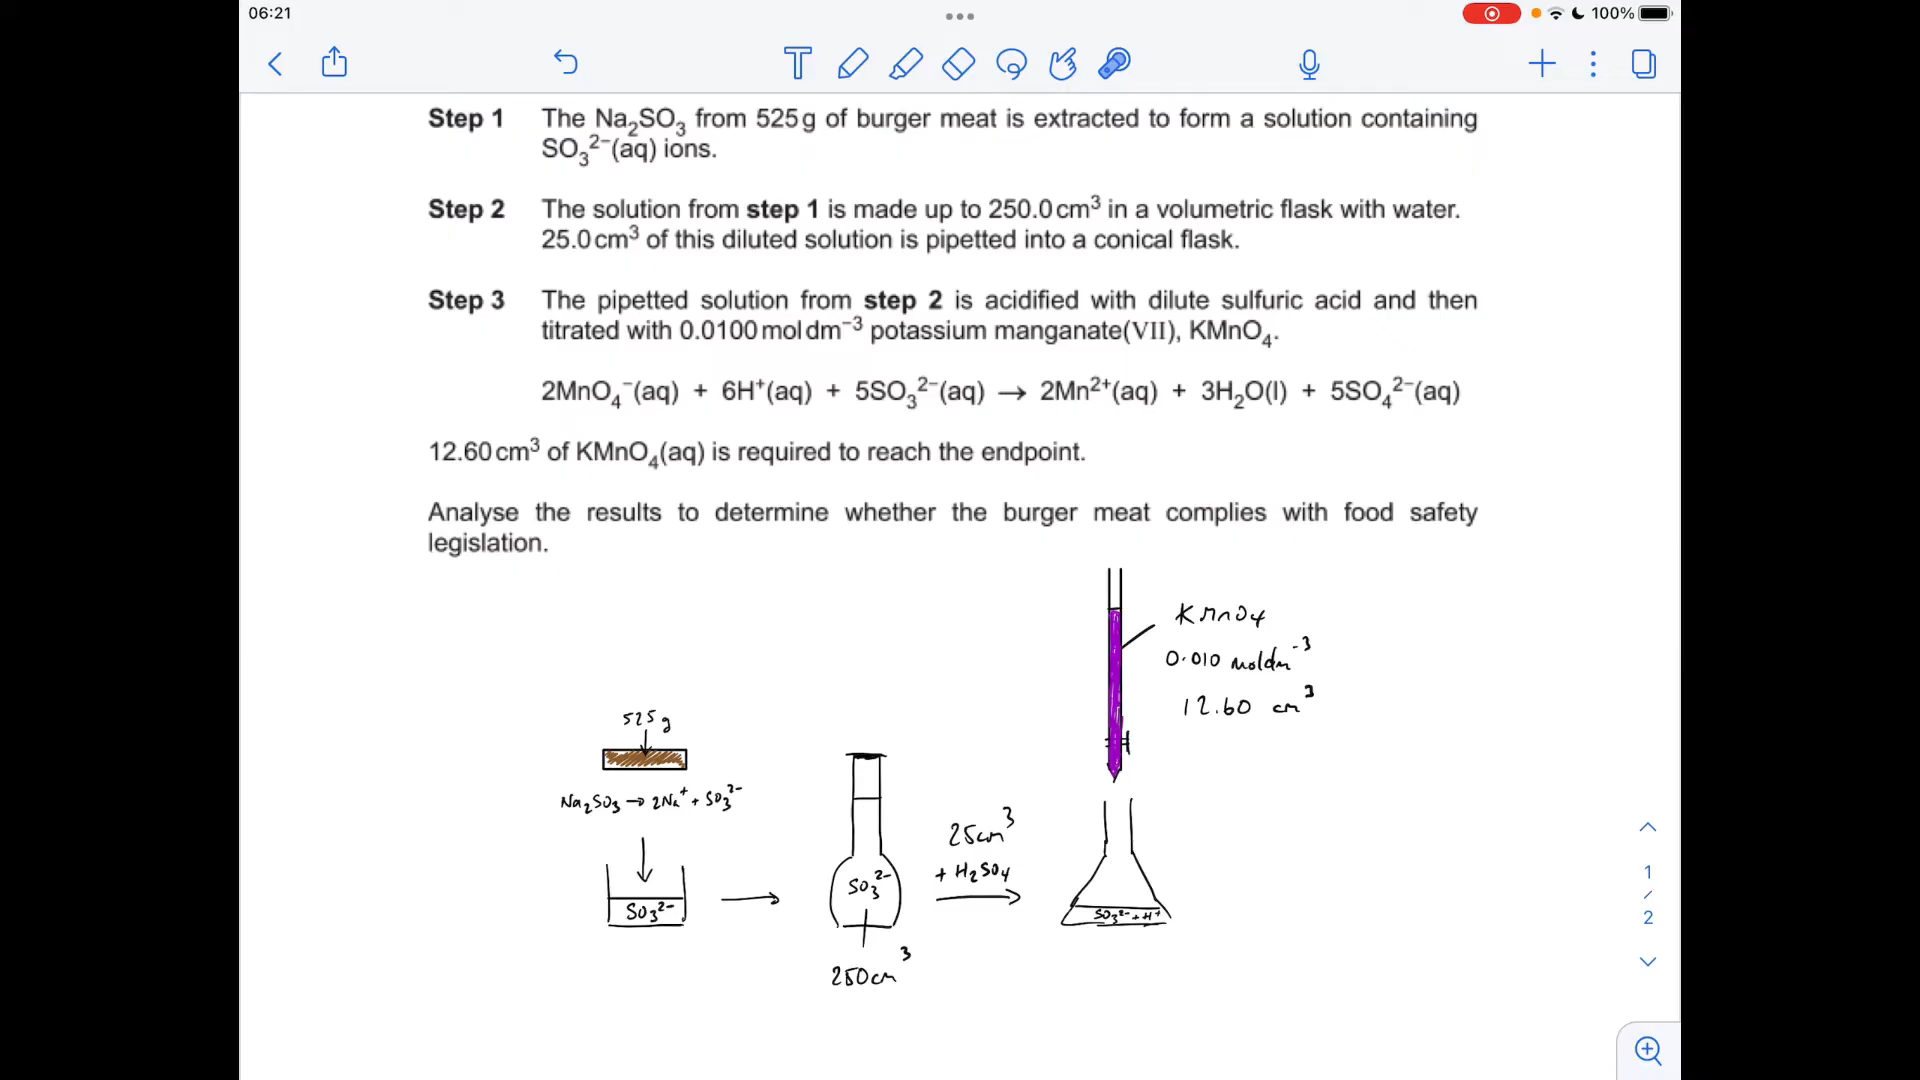 06:21
100%
Step 1 The Na₂SO₃ from 525g of burger meat is extracted to form a solution containing
SO₃²⁻(aq) ions.
Step 2 The solution from step 1 is made up to 250.0cm³ in a volumetric flask with water.
25.0cm³ of this diluted solution is pipetted into a conical flask.
Step 3 The pipetted solution from step 2 is acidified with dilute sulfuric acid and then
titrated with 0.0100moldm⁻³ potassium manganate(VII), KMnO₄.
2MnO₄⁻(aq) + 6H⁺(aq) + 5SO₃²⁻(aq) → 2Mn²⁺(aq) + 3H₂O(l) + 5SO₄²⁻(aq)
12.60cm³ of KMnO₄(aq) is required to reach the endpoint.
Analyse the results to determine whether the burger meat complies with food safety
legislation.
KMnO4
0.010 moldm⁻³
12.60 cm³
525 g
Na₂SO₃ → 2Na⁺ + SO₃²⁻
SO₃²⁻
SO₃²⁻
250cm³
25cm³
+ H₂SO₄
SO₃²⁻ + H⁺
1
/
2